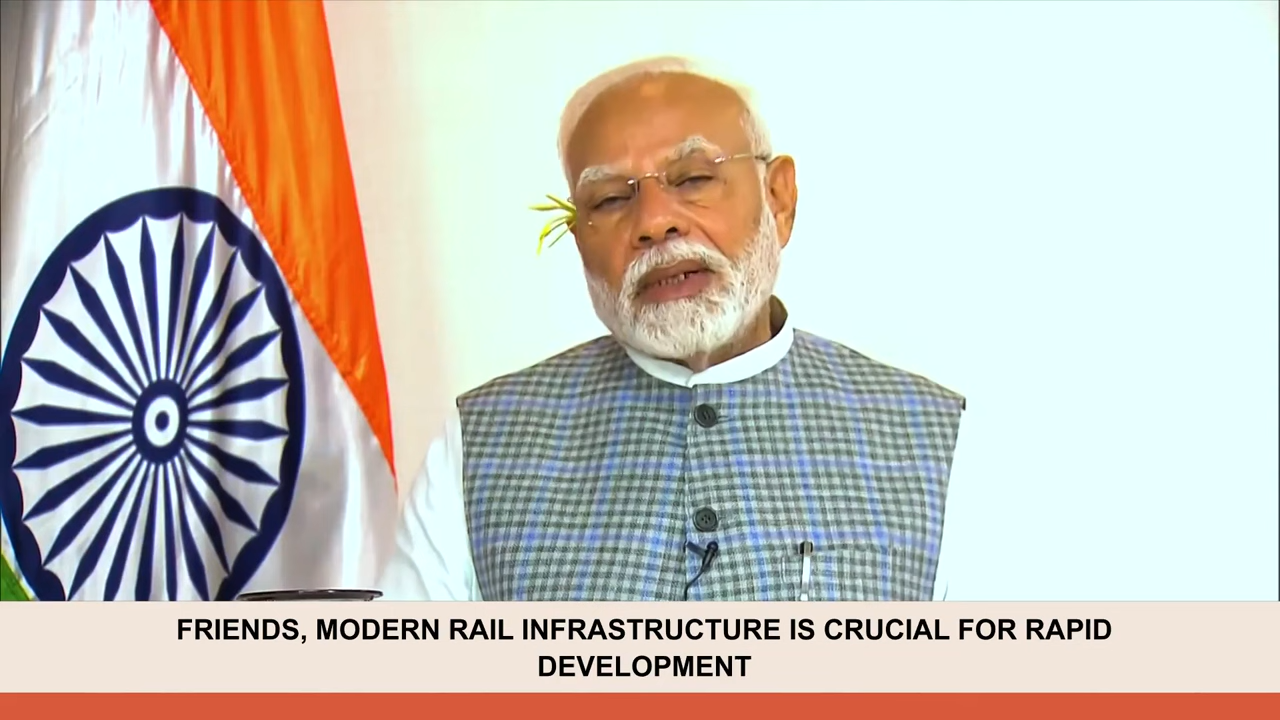 FRIENDS, MODERN RAIL INFRASTRUCTURE IS CRUCIAL FOR RAPID
DEVELOPMENT